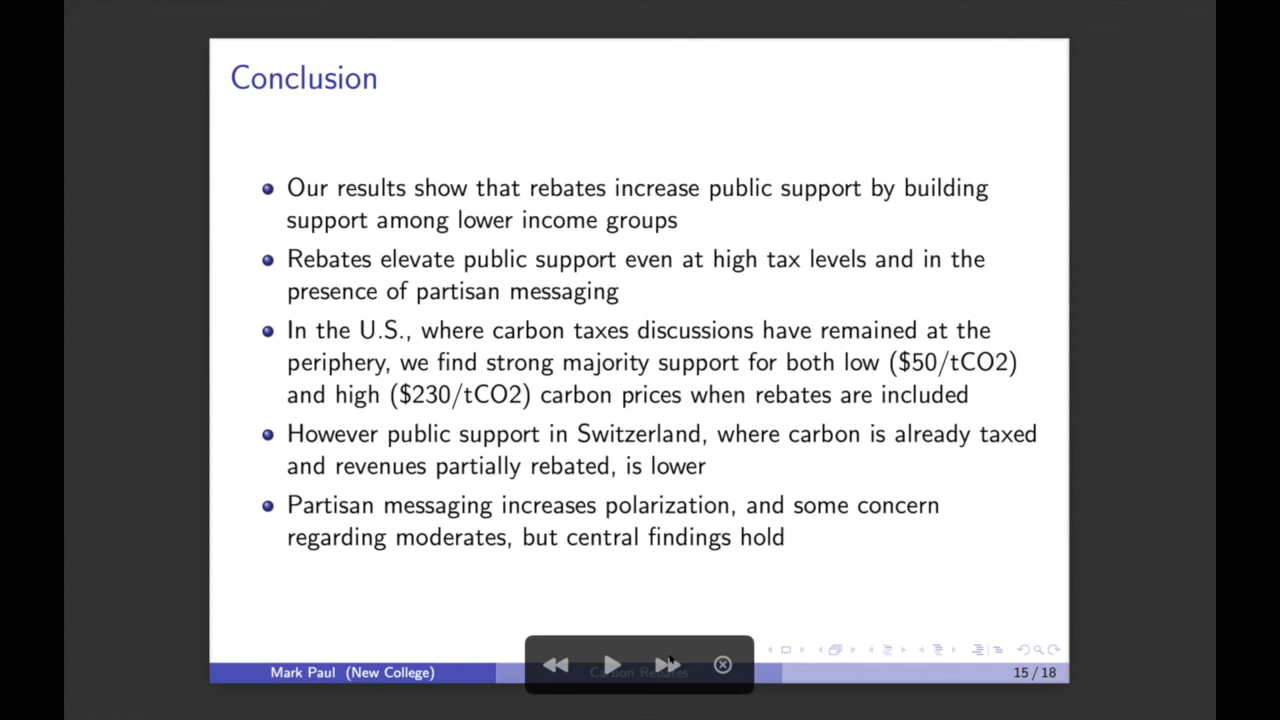 Conclusion
Our results show that rebates increase public support by building
support among lower income groups
Rebates elevate public support even at high tax levels and in the
presence of partisan messaging
In the U.S., where carbon taxes discussions have remained at the
periphery, we find strong majority support for both low ($50/tCO2)
and high ($230/tCO2) carbon prices when rebates are included
However public support in Switzerland, where carbon is already taxed
and revenues partially rebated, is lower
Partisan messaging increases polarization, and some concern
regarding moderates, but central findings hold
Mark Paul (New College)
Carbon Rebates
15 / 18